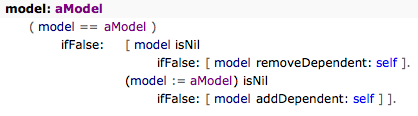 model: aModel
( model == aModel )
ifFalse: [ model isNil
ifFalse: [ model removeDependent: self ].
(model := aModel) isNil
ifFalse: [ model addDependent: self ] ].